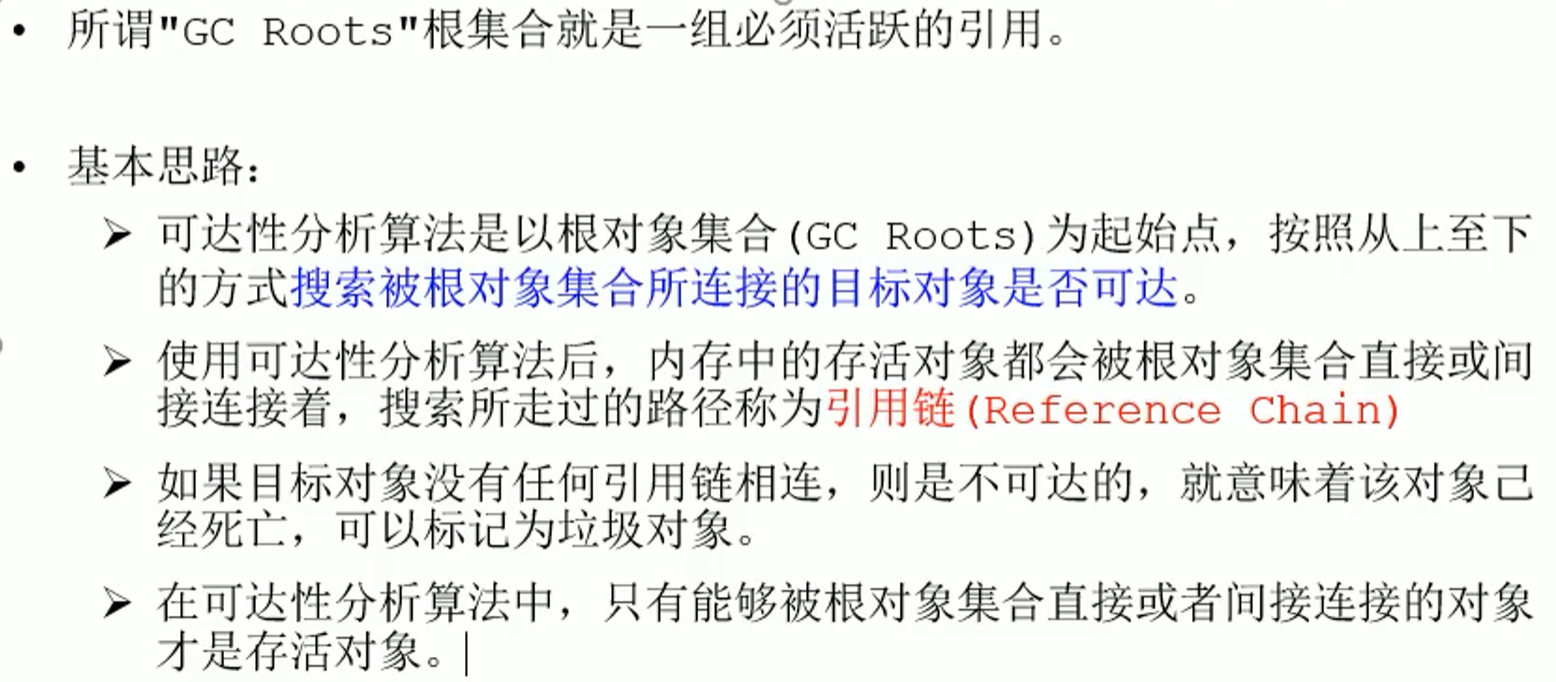 • 所谓"GC Roots"根集合就是一组必须活跃的引用。
• 基本思路：
➢ 可达性分析算法是以根对象集合(GC Roots)为起始点，按照从上至下
的方式搜索被根对象集合所连接的目标对象是否可达。
➢ 使用可达性分析算法后，内存中的存活对象都会被根对象集合直接或间
接连接着，搜索所走过的路径称为引用链(Reference Chain)
➢ 如果目标对象没有任何引用链相连，则是不可达的，就意味着该对象己
经死亡，可以标记为垃圾对象。
➢ 在可达性分析算法中，只有能够被根对象集合直接或者间接连接的对象
才是存活对象。